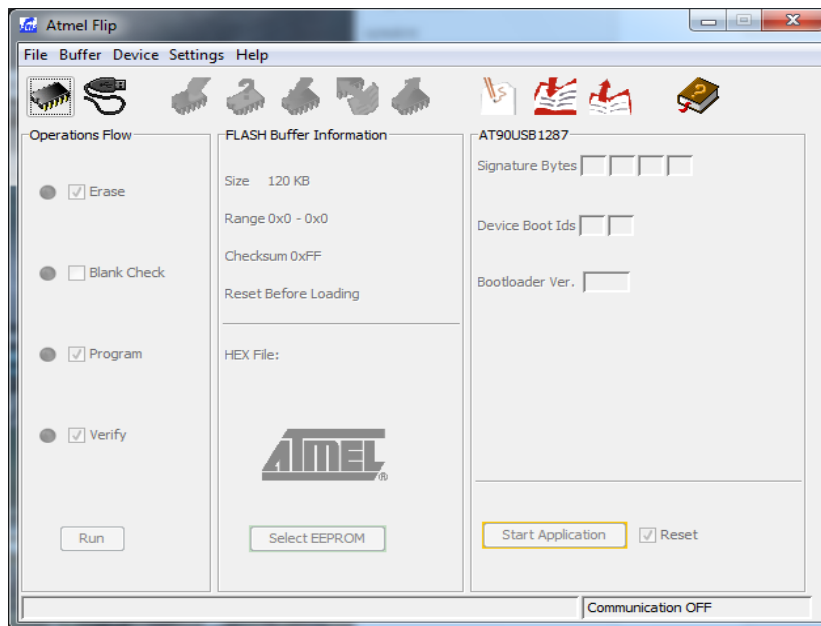 Atmel Flip
File Buffer Device Settings Help
Operations Flow
Erase
Blank Check
Program
Verify
Run
FLASH Buffer Information
Size 120 KB
Range 0x0 - 0x0
Checksum 0xFF
Reset Before Loading
HEX File:
ATMEL ®
Select EEPROM
AT90USB1287
Signature Bytes
Device Boot Ids
Bootloader Ver.
Start Application
Reset
Communication OFF